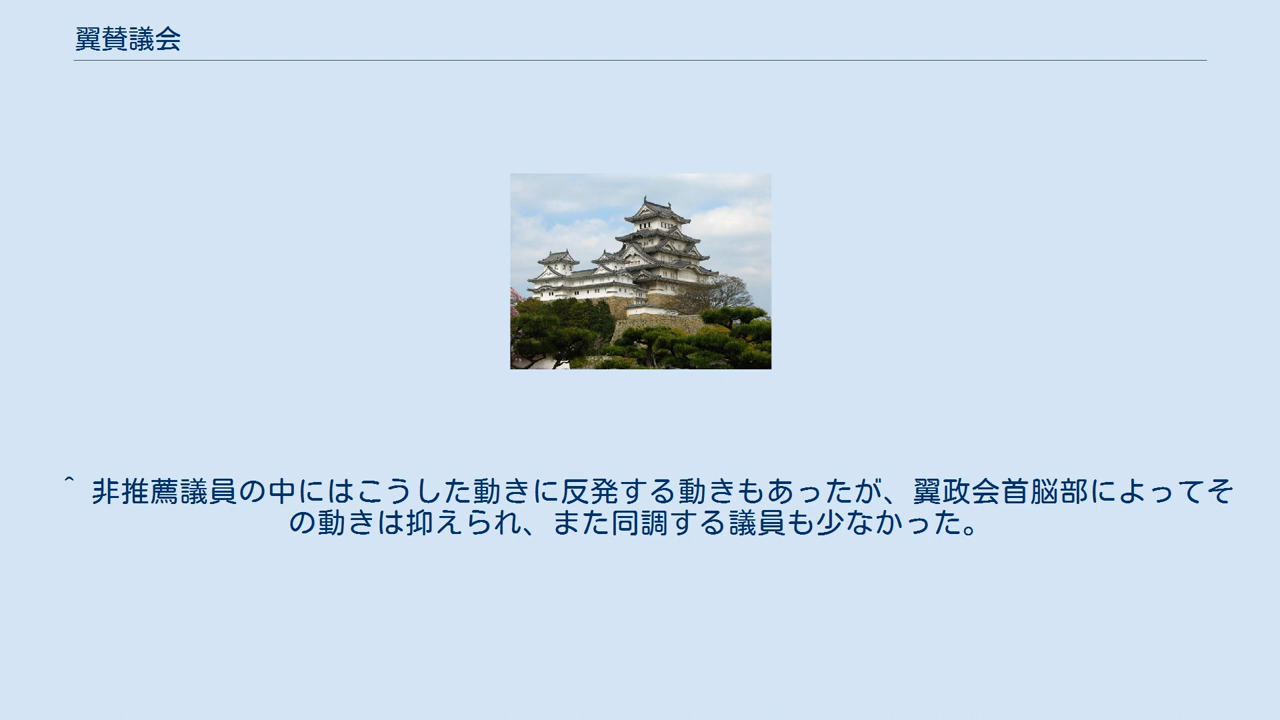 翼賛議会
^ 非推薦議員の中にはこうした動きに反発する動きもあったが、翼政会首脳部によってそ
の動きは抑えられ、また同調する議員も少なかった。